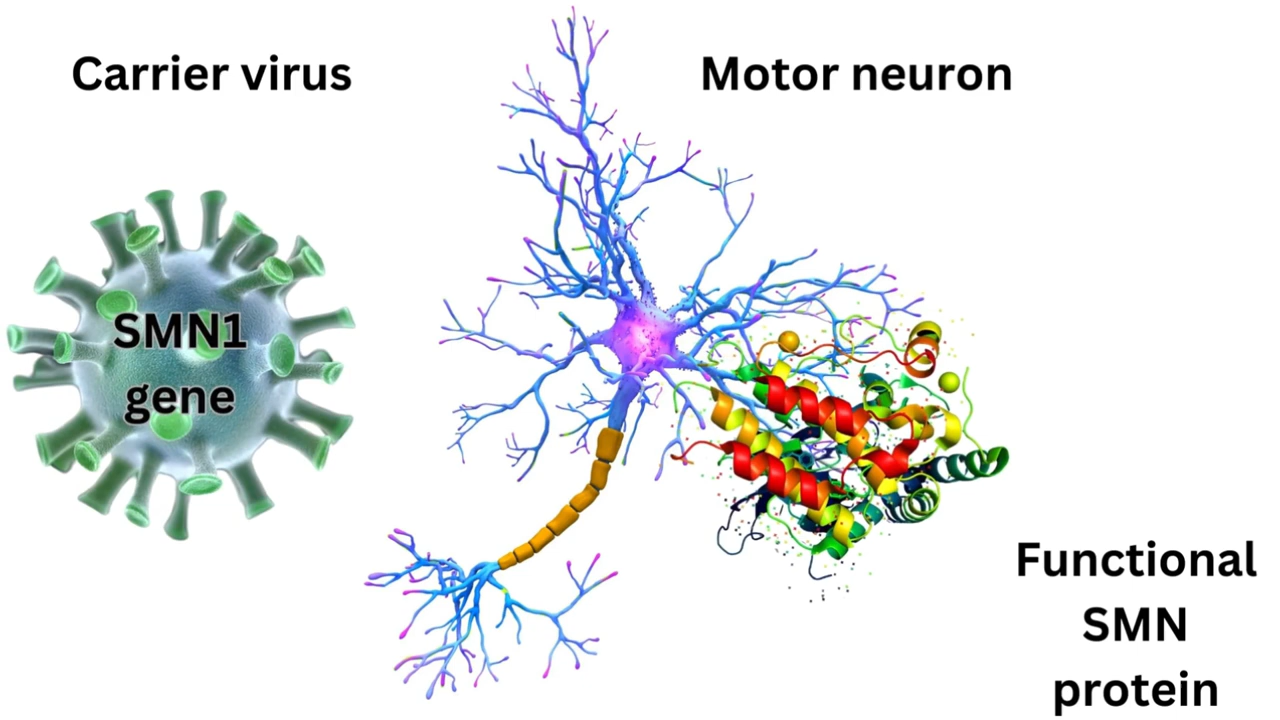 Carrier virus
Motor neuron
SMN1
gene
Functional
SMN
protein